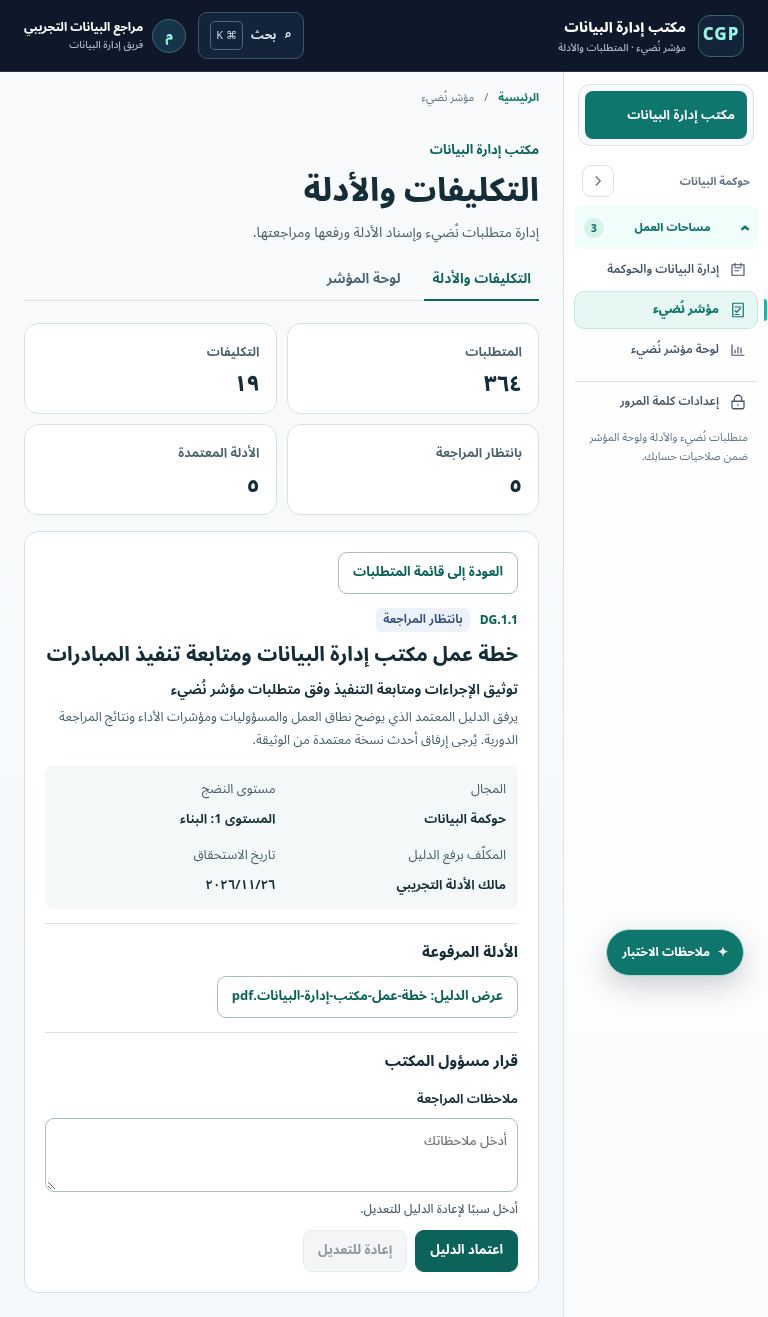 CGP
مكتب إدارة البيانات
مؤشر نُضيء · المتطلبات والأدلة
بحث
⌘ K
م
مراجع البيانات التجريبي
فريق إدارة البيانات
مكتب إدارة البيانات
حوكمة البيانات
مساحات العمل
3
إدارة البيانات والحوكمة
مؤشر نُضيء
لوحة مؤشر نُضيء
إعدادات كلمة المرور
متطلبات نُضيء والأدلة ولوحة المؤشر
ضمن صلاحيات حسابك.
ملاحظات الاختبار
الرئيسية / مؤشر نُضيء
مكتب إدارة البيانات
التكليفات والأدلة
إدارة متطلبات نُضيء وإسناد الأدلة ورفعها ومراجعتها.
التكليفات والأدلة
لوحة المؤشر
المتطلبات
٣٦٤
التكليفات
١٩
بانتظار المراجعة
٥
الأدلة المعتمدة
٥
العودة إلى قائمة المتطلبات
DG.1.1
بانتظار المراجعة
خطة عمل مكتب إدارة البيانات ومتابعة تنفيذ المبادرات
توثيق الإجراءات ومتابعة التنفيذ وفق متطلبات مؤشر نُضيء
يرفق الدليل المعتمد الذي يوضح نطاق العمل والمسؤوليات ومؤشرات الأداء ونتائج المراجعة
الدورية. يُرجى إرفاق أحدث نسخة معتمدة من الوثيقة.
المجال
حوكمة البيانات
مستوى النضج
المستوى 1: البناء
المكلّف برفع الدليل
مالك الأدلة التجريبي
تاريخ الاستحقاق
٢٠٢٦/١١/٢٦
الأدلة المرفوعة
عرض الدليل: خطة-عمل-مكتب-إدارة-البيانات.pdf
قرار مسؤول المكتب
ملاحظات المراجعة
أدخل ملاحظاتك
أدخل سببًا لإعادة الدليل للتعديل.
اعتماد الدليل
إعادة للتعديل